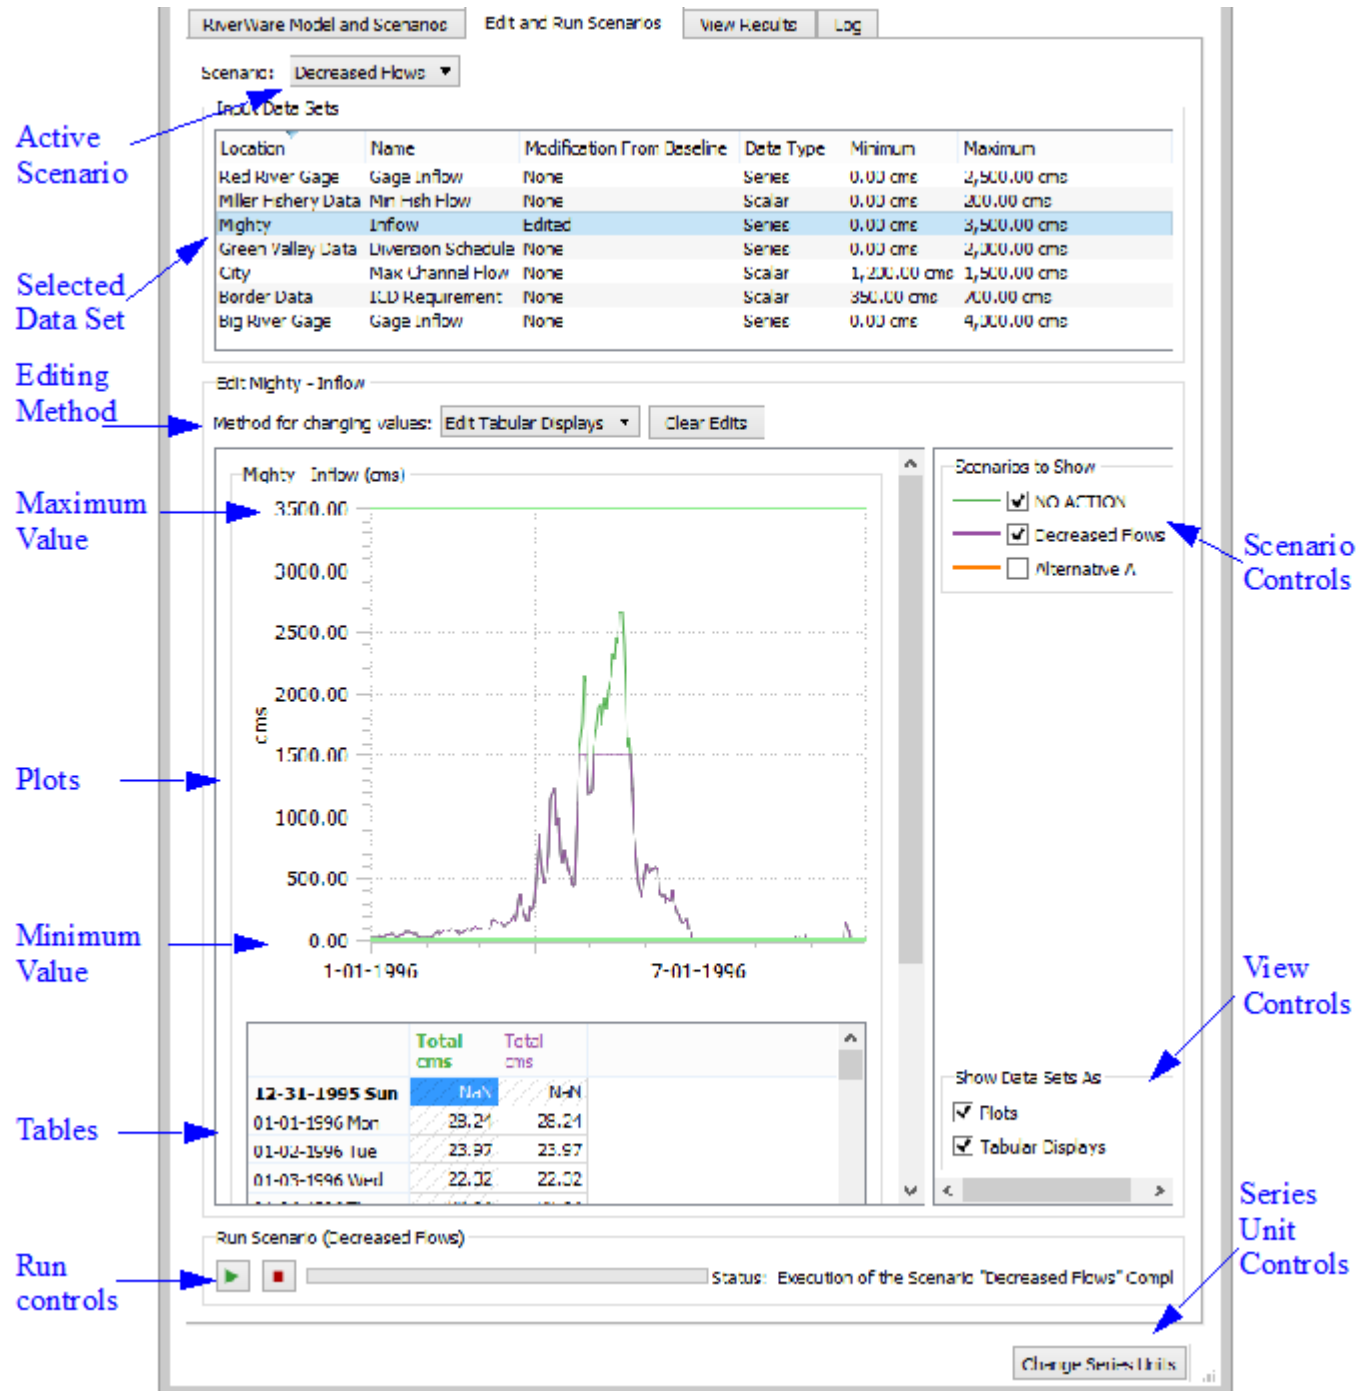 RiverWare Model and Scenarios Edit and Run Scenarios View Results Log
Scenario: Decreased Flows
Active
Scenario
Input Data Sets
Location Name Modification From Baseline Data Type Minimum Maximum
Red River Gage Gage Inflow None Series 0.00 cms 2,500.00 cms
Miller Fishery Data Min Fish Flow None Scalar 0.00 cms 200.00 cms
Mighty Inflow Edited Series 0.00 cms 3,500.00 cms
Green Valley Data Diversion Schedule None Series 0.00 cms 2,000.00 cms
City Max Channel Flow None Scalar 1,200.00 cms 1,500.00 cms
Border Data ICD Requirement None Scalar 350.00 cms 700.00 cms
Big River Gage Gage Inflow None Series 0.00 cms 4,000.00 cms
Selected
Data Set
Editing
Method
Edit Mighty - Inflow
Method for changing values: Edit Tabular Displays Clear Edits
Maximum
Value
Mighty Inflow (cms)
3500.00
3000.00
2500.00
2000.00
1500.00
1000.00
500.00
0.00
cms
1-01-1996 7-01-1996
Scenarios to Show
NO ACTION
Decreased Flows
Alternative A
Scenario
Controls
Plots
Minimum
Value
View
Controls
Total Total
cms cms
12-31-1995 Sun NaN NaN
01-01-1996 Mon 28.24 28.24
01-02-1996 Tue 23.97 23.97
01-03-1996 Wed 22.32 22.32
Tables
Show Data Sets As
Plots
Tabular Displays
Series
Unit
Controls
Run
controls
Run Scenario (Decreased Flows)
Status: Execution of the Scenario "Decreased Flows" Compl
Change Series Units